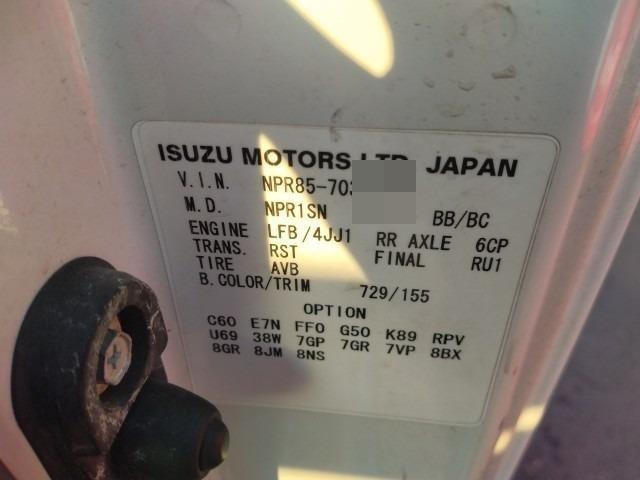 ISUZU MOTORS LTD. JAPAN
V.I.N. NPR85-703
M.D. NPR1SN BB/BC
ENGINE LFB/4JJ1 RR AXLE 6CP
TRANS. RST FINAL RU1
TIRE AVB
B.COLOR/TRIM 729/155
OPTION
C60 E7N FF0 G50 K89 RPV
U69 38W 7GP 7GR 7VP 8BX
8GR 8JM 8NS